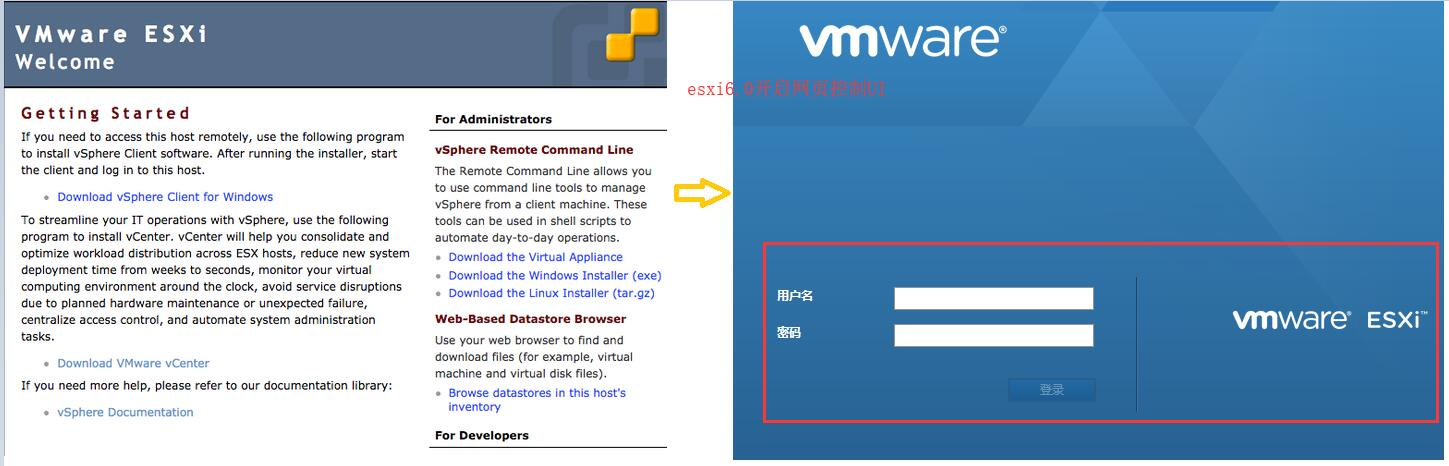 VMware ESXi
Welcome
Getting Started
If you need to access this host remotely, use the following program
to install vSphere Client software. After running the installer, start
the client and log in to this host.
Download vSphere Client for Windows
To streamline your IT operations with vSphere, use the following
program to install vCenter. vCenter will help you consolidate and
optimize workload distribution across ESX hosts, reduce new system
deployment time from weeks to seconds, monitor your virtual
computing environment around the clock, avoid service disruptions
due to planned hardware maintenance or unexpected failure,
centralize access control, and automate system administration
tasks.
Download VMware vCenter
If you need more help, please refer to our documentation library:
vSphere Documentation
For Administrators
vSphere Remote Command Line
The Remote Command Line allows you
to use command line tools to manage
vSphere from a client machine. These
tools can be used in shell scripts to
automate day-to-day operations.
Download the Virtual Appliance
Download the Windows Installer (exe)
Download the Linux Installer (tar.gz)
Web-Based Datastore Browser
Use your web browser to find and
download files (for example, virtual
machine and virtual disk files).
Browse datastores in this host's
inventory
For Developers
esxi6.0开启网页控制UI
vmware®
用户名
密码
登录
vmware® ESXi™